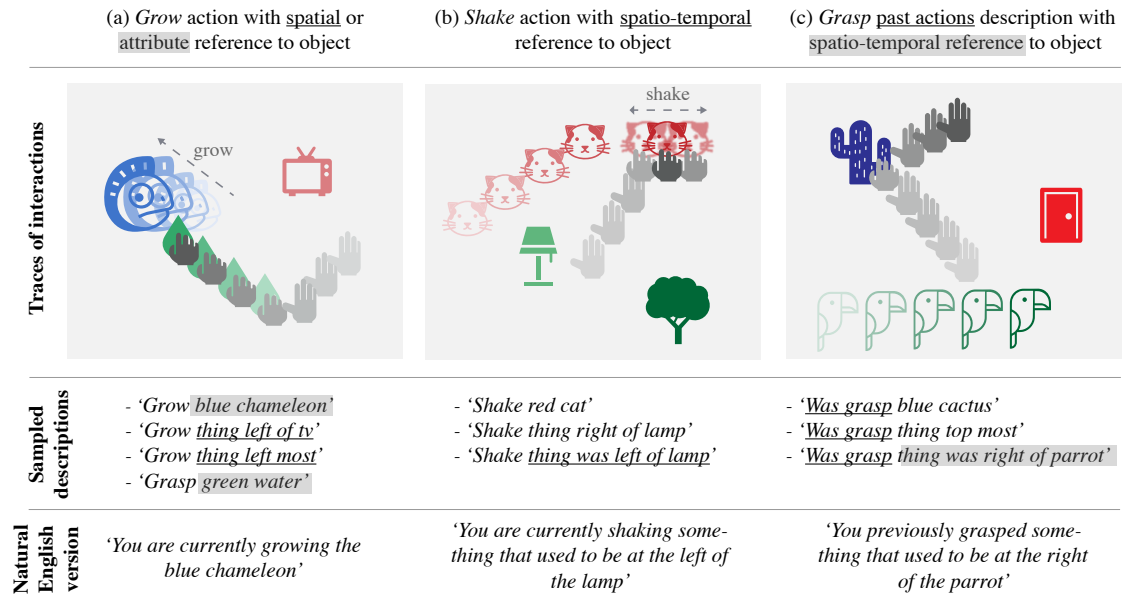 (a) Grow action with spatial or
attribute reference to object
(b) Shake action with spatio-temporal
reference to object
(c) Grasp past actions description with
spatio-temporal reference to object
Traces of interactions
grow
shake
Sampled
descriptions
- ‘Grow blue chameleon’
- ‘Grow thing left of tv’
- ‘Grow thing left most’
- ‘Grasp green water’
- ‘Shake red cat’
- ‘Shake thing right of lamp’
- ‘Shake thing was left of lamp’
- ‘Was grasp blue cactus’
- ‘Was grasp thing top most’
- ‘Was grasp thing was right of parrot’
Natural
English
version
‘You are currently growing the
blue chameleon’
‘You are currently shaking some-
thing that used to be at the left of
the lamp’
‘You previously grasped some-
thing that used to be at the right
of the parrot’